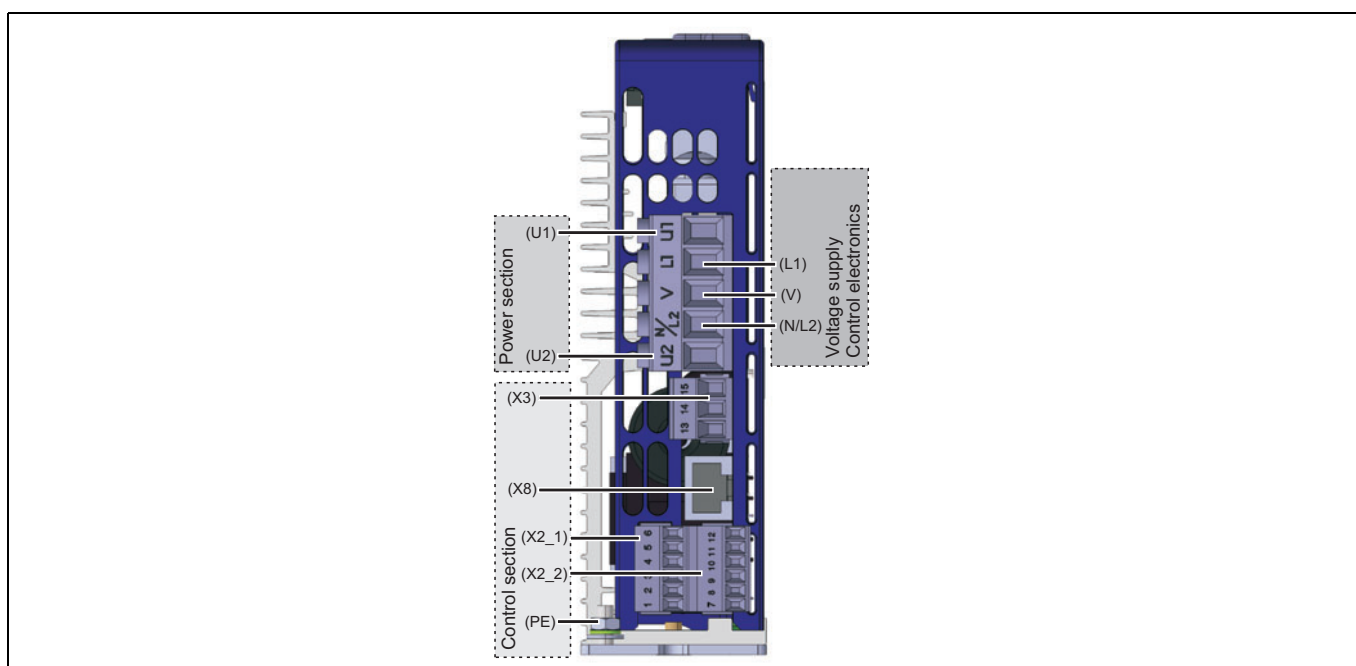 Power section
(U1)
(U2)
U1
L1
V
N/L2
U2
(L1)
(V)
(N/L2)
Voltage supply
Control electronics
Control section
(X3)
(X8)
(X2_1)
(X2_2)
(PE)
13 14 15
1 2 3 4 5 6
7 8 9 10 11 12